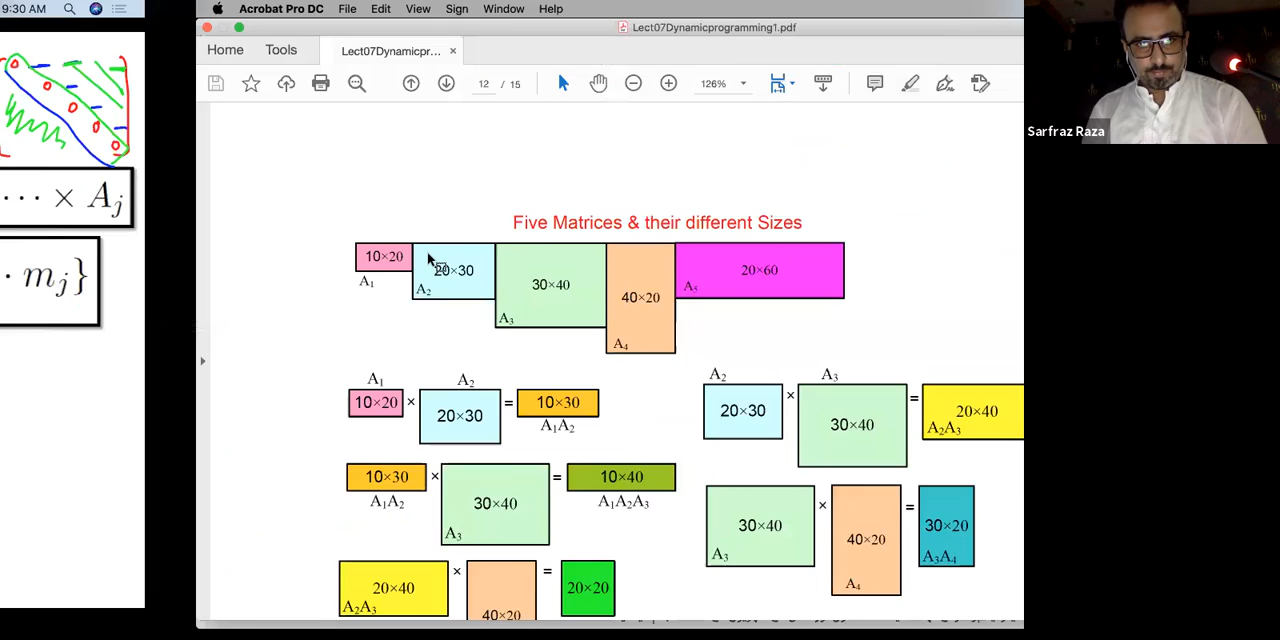 9:30 AM
Acrobat Pro DC File Edit View Sign Window Help
Lect07Dynamicprogramming1.pdf
Home Tools Lect07Dynamicpr... ×
12 / 15 126%
Sarfraz Raza
⋯ × Aⱼ
· mⱼ}
Five Matrices & their different Sizes
10×20 20×30 30×40 40×20 20×60
A₁ A₂ A₃ A₄ A₅
A₁ A₂
10×20 × 20×30 = 10×30
A₁A₂
10×30 × 30×40 = 10×40
A₁A₂ A₃ A₁A₂A₃
20×40 × 40×20 = 20×20
A₂A₃
A₂ A₃
20×30 × 30×40 = 20×40
A₂A₃
30×40 × 40×20 = 30×20
A₃ A₄ A₃A₄